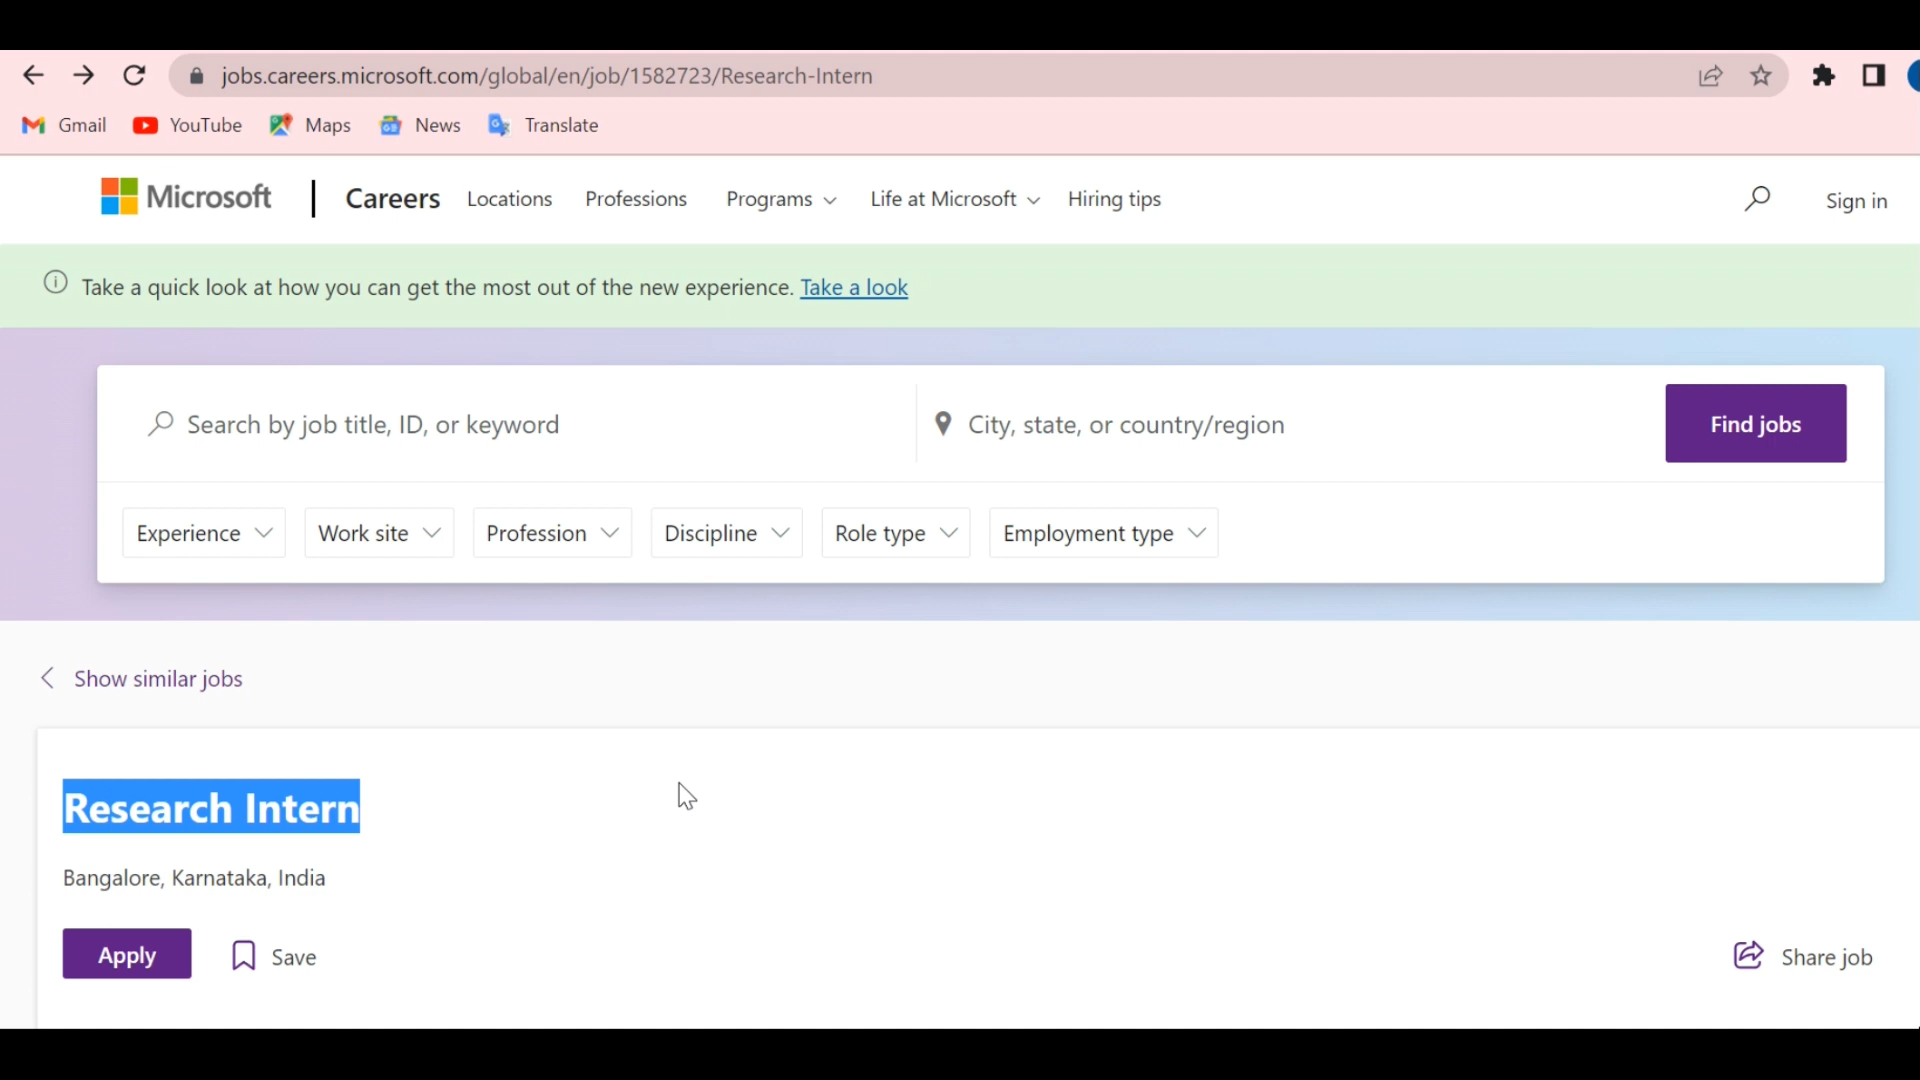 jobs.careers.microsoft.com/global/en/job/1582723/Research-Intern
Gmail YouTube Maps News Translate
Microsoft Careers Locations Professions Programs Life at Microsoft Hiring tips Sign in
Take a quick look at how you can get the most out of the new experience. Take a look
Search by job title, ID, or keyword City, state, or country/region Find jobs
Experience Work site Profession Discipline Role type Employment type
Show similar jobs
Research Intern
Bangalore, Karnataka, India
Apply Save Share job